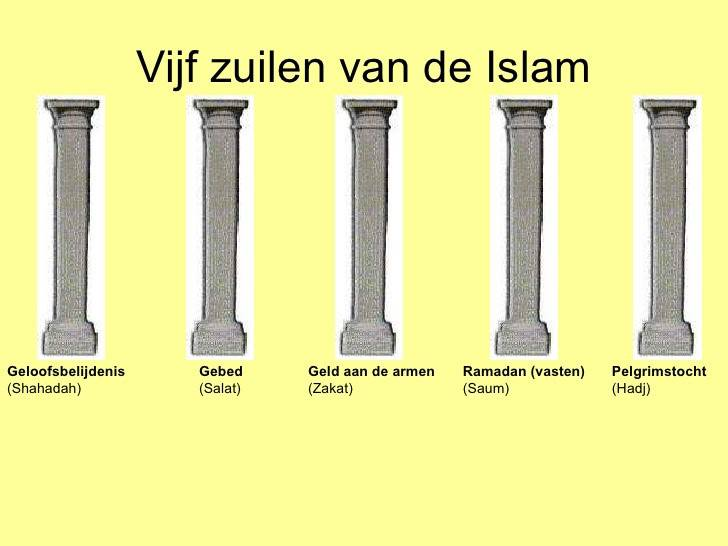 Vijf zuilen van de Islam
Geloofsbelijdenis
(Shahadah)
Gebed
(Salat)
Geld aan de armen
(Zakat)
Ramadan (vasten)
(Saum)
Pelgrimstocht
(Hadj)